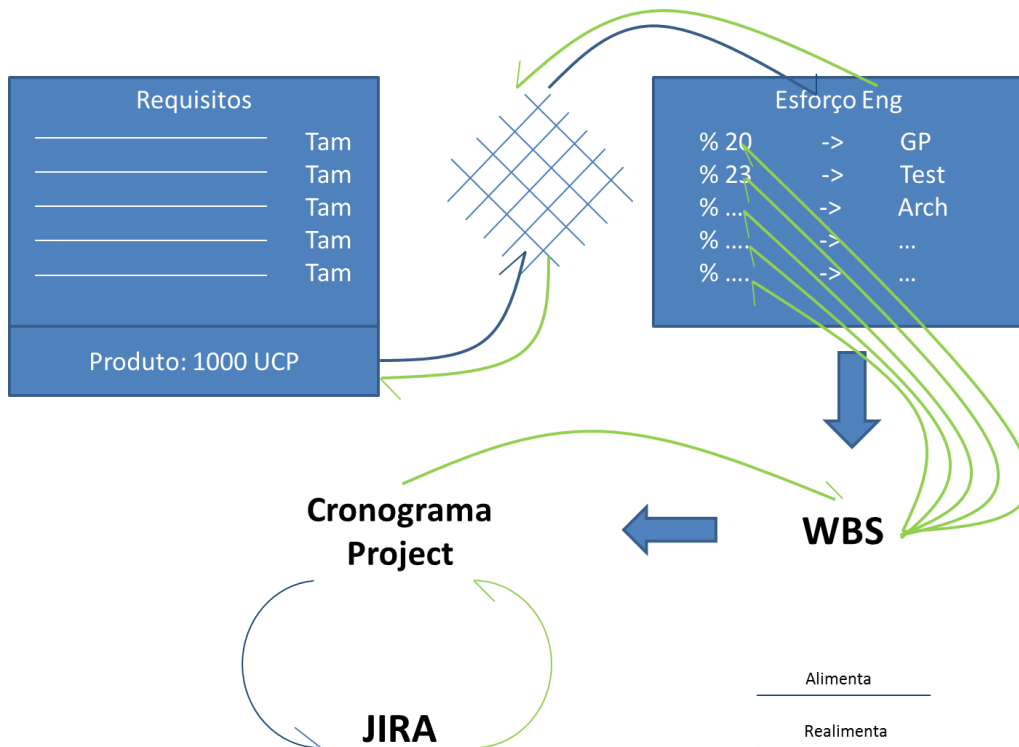 Requisitos
Tam
Tam
Tam
Tam
Tam
Produto: 1000 UCP
Esforço Eng
% 20 -> GP
% 23 -> Test
% ... -> Arch
% .... -> ...
% .... -> ...
Cronograma
Project
WBS
JIRA
Alimenta
Realimenta